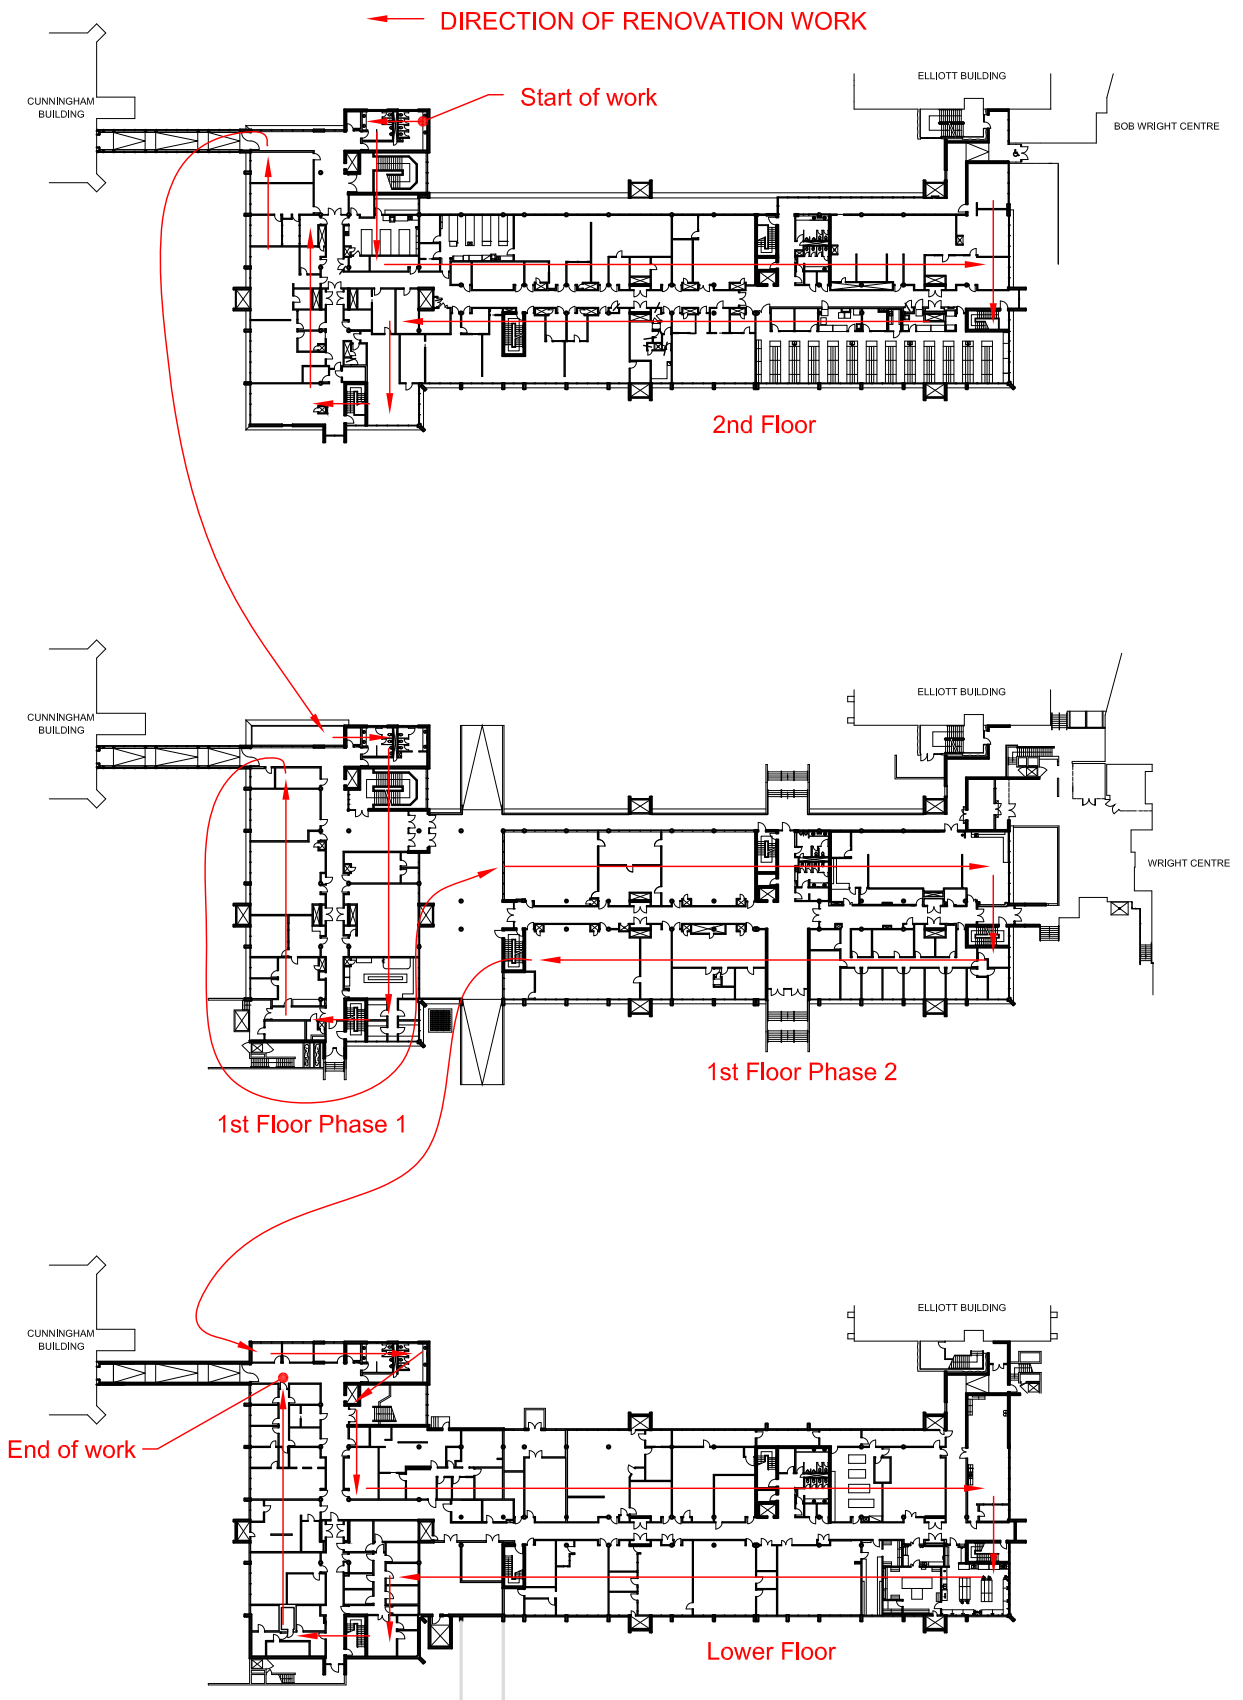 DIRECTION OF RENOVATION WORK
ELLIOTT BUILDING
Start of work
CUNNINGHAM
BUILDING
BOB WRIGHT CENTRE
2nd Floor
ELLIOTT BUILDING
CUNNINGHAM
BUILDING
WRIGHT CENTRE
1st Floor Phase 2
1st Floor Phase 1
ELLIOTT BUILDING
CUNNINGHAM
BUILDING
End of work
Lower Floor